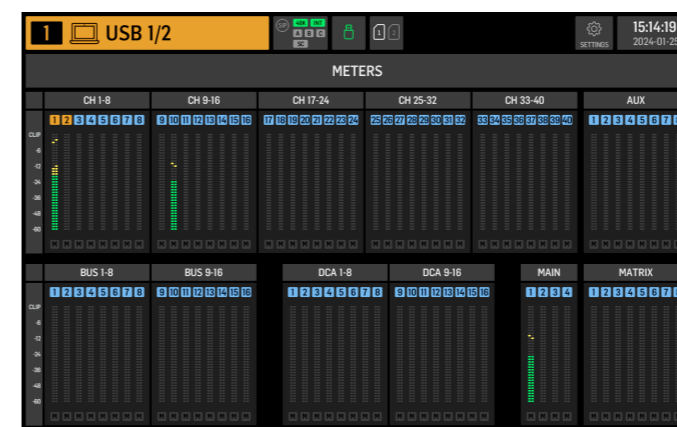 1 USB 1/2
SIP 48K INT
A B C
SC
1 2
SETTINGS
15:14:19
2024-01-25
METERS
CH 1-8 CH 9-16 CH 17-24 CH 25-32 CH 33-40 AUX
1 2 3 4 5 6 7 8 9 10 11 12 13 14 15 16 17 18 19 20 21 22 23 24 25 26 27 28 29 30 31 32 33 34 35 36 37 38 39 40 1 2 3 4 5 6 7
CLIP
-6
-12
-24
-36
-48
-60
BUS 1-8 BUS 9-16 DCA 1-8 DCA 9-16 MAIN MATRIX
1 2 3 4 5 6 7 8 9 10 11 12 13 14 15 16 1 2 3 4 5 6 7 8 9 10 11 12 13 14 15 16 1 2 3 4 1 2 3 4 5 6 7
CLIP
-6
-12
-24
-36
-48
-60